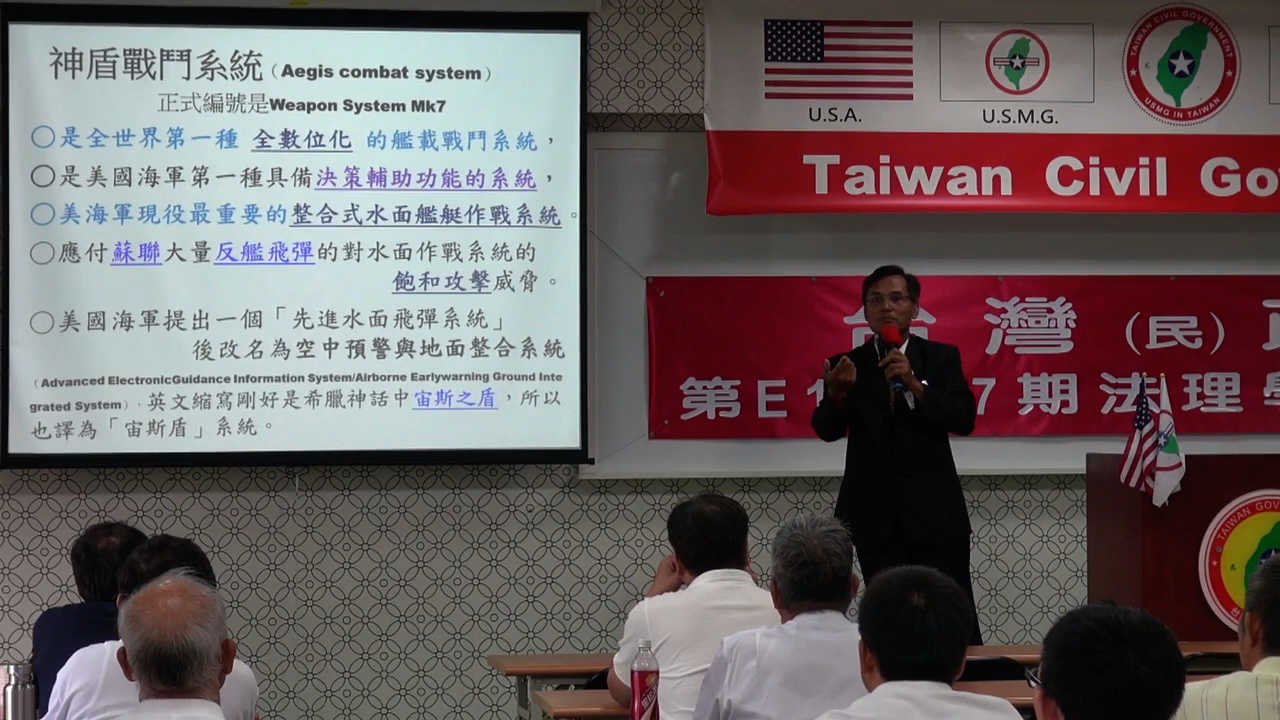 神盾戰鬥系統（Aegis combat system）
正式編號是Weapon System Mk7
○是全世界第一種 全數位化 的艦載戰鬥系統，
○是美國海軍第一種具備決策輔助功能的系統，
○美海軍現役最重要的整合式水面艦艇作戰系統。
○應付蘇聯大量反艦飛彈的對水面作戰系統的
飽和攻擊威脅。
○美國海軍提出一個「先進水面飛彈系統」
後改名為空中預警與地面整合系統
（Advanced ElectronicGuidance Information System/Airborne Earlywarning Ground Inte
grated System）. 英文縮寫剛好是希臘神話中宙斯之盾，所以
也譯為「宙斯盾」系統。
U.S.A.
U.S.M.G.
TAIWAN CIVIL GOVERNMENT
USMG IN TAIWAN
Taiwan Civil Go
台灣（民）
第E1 7期法理學
TAIWAN GOV